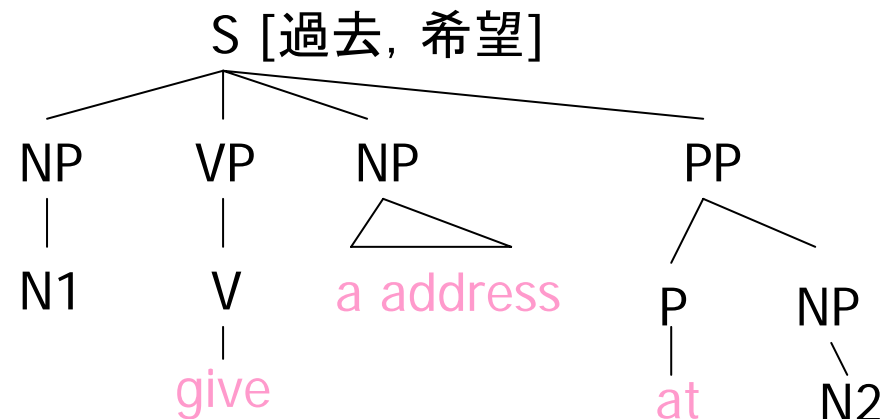 S [過去, 希望]
NP VP NP PP
N1 V a address P NP
give at N2